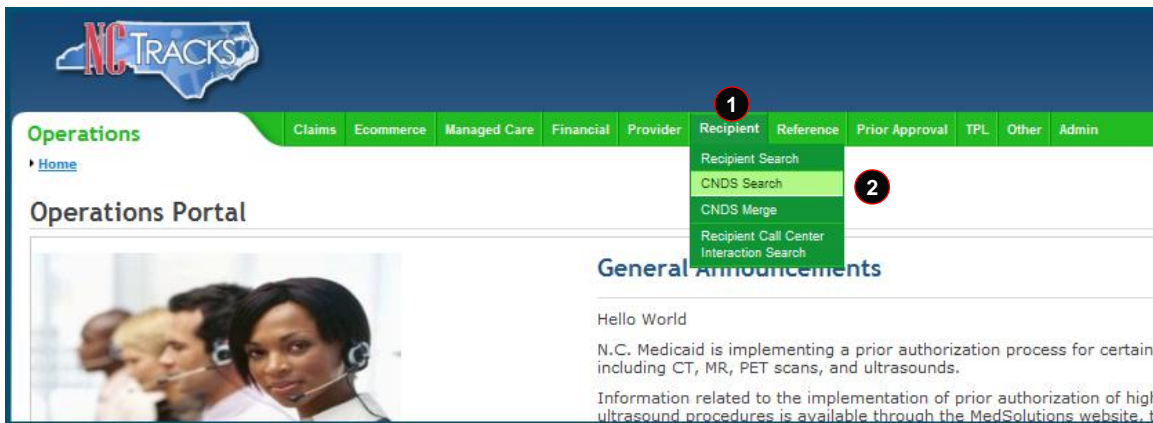 NC TRACKS
1
Operations
Claims Ecommerce Managed Care Financial Provider Recipient Reference Prior Approval TPL Other Admin
Home
Recipient Search
CNDS Search
2
CNDS Merge
Recipient Call Center
Interaction Search
Operations Portal
General Announcements
Hello World
N.C. Medicaid is implementing a prior authorization process for certain
including CT, MR, PET scans, and ultrasounds.
Information related to the implementation of prior authorization of high
ultrasound procedures is available through the MedSolutions website, t